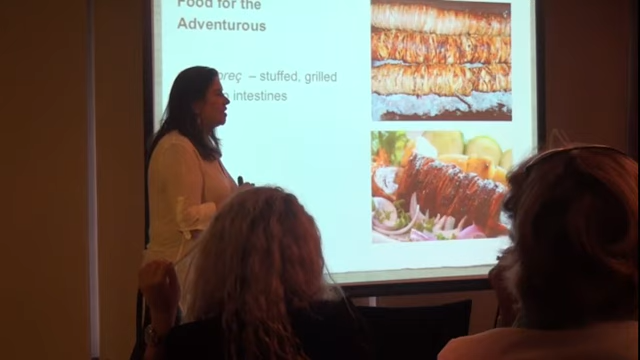 Food for the
Adventurous
– stuffed, grilled
intestines